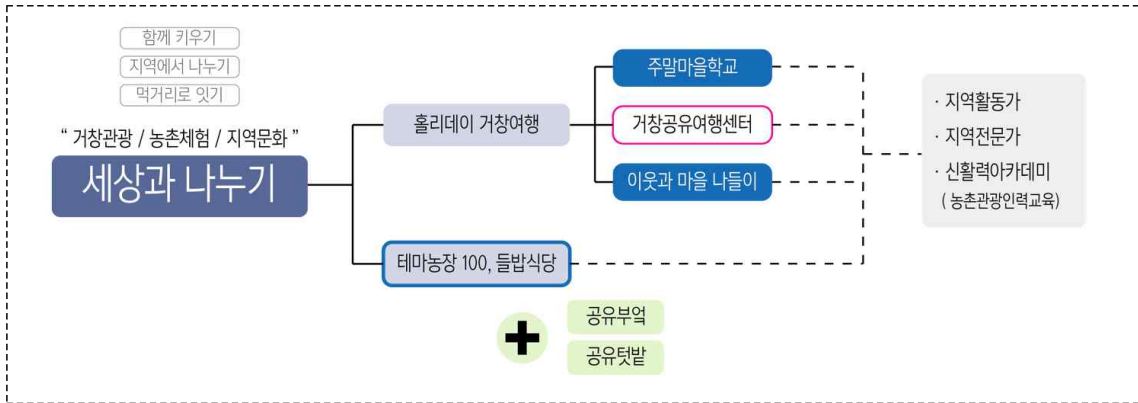 함께 키우기
지역에서 나누기
먹거리로 잇기
“ 거창관광 / 농촌체험 / 지역문화 ”
세상과 나누기
홀리데이 거창여행
테마농장 100, 들밥식당
주말마을학교
거창공유여행센터
이웃과 마을 나들이
· 지역활동가
· 지역전문가
· 신활력아카데미
( 농촌관광인력교육)
공유부엌
공유텃밭